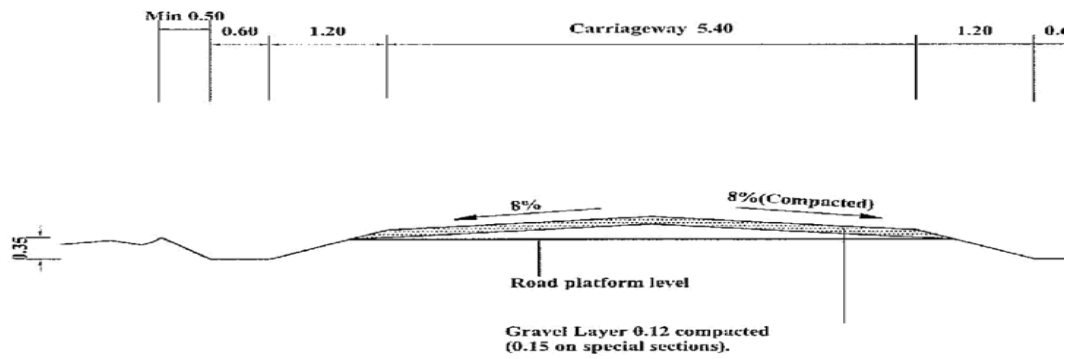 Min 0.50
0.60
1.20
Carriageway 5.40
1.20
8%
8%(Compacted)
0.35
Road platform level
Gravel Layer 0.12 compacted
(0.15 on special sections).